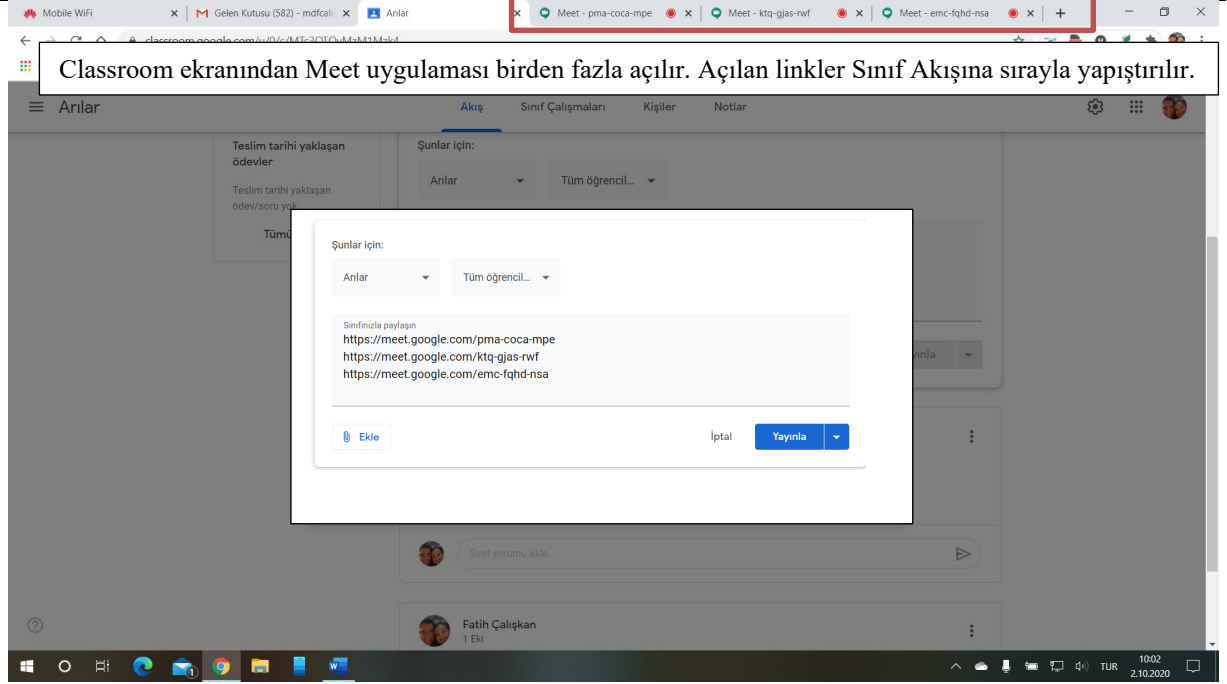 Mobile WiFi
Gelen Kutusu (582) - mdfcalis
Arılar
Meet - pma-coca-mpe
Meet - ktq-gjas-rwf
Meet - emc-fqhd-nsa
Classroom ekranından Meet uygulaması birden fazla açılır. Açılan linkler Sınıf Akışına sırayla yapıştırılır.
Arılar
Akış Sınıf Çalışmaları Kişiler Notlar
Teslim tarihi yaklaşan
ödevler
Teslim tarihi yaklaşan
ödev/soru yok
Tümü
Şunlar için:
Arılar Tüm öğrencil...
Şunlar için:
Arılar Tüm öğrencil...
Sınıfınızla paylaşın
https://meet.google.com/pma-coca-mpe
https://meet.google.com/ktq-gjas-rwf
https://meet.google.com/emc-fqhd-nsa
Ekle İptal Yayınla
yınla
Sınıf yorumu ekle...
Fatih Çalışkan
1 Eki
TUR
10:02
2.10.2020